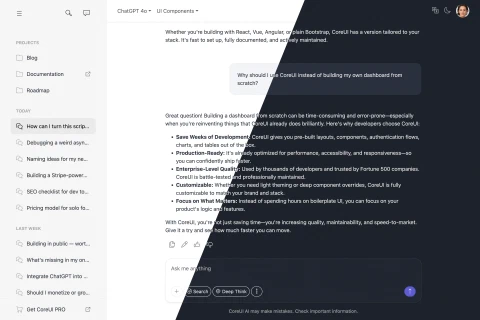 ChatGPT 4o
UI Components
PROJECTS
Blog
Documentation
Roadmap
TODAY
How can I turn this scrip...
Debugging a weird asyn...
Naming ideas for my ne...
Building a Stripe-power...
SEO checklist for dev to...
Pricing model for solo fo...
LAST WEEK
Building in public — wort...
What's missing in my on...
Integrate ChatGPT into ...
Should I monetize or gro...
Get CoreUI PRO
Whether you're building with React, Vue, Angular, or plain Bootstrap, CoreUI has a version tailored to your
stack. It's fast to set up, fully documented, and actively maintained.
Why should I use CoreUI instead of building my own dashboard from
scratch?
Great question! Building a dashboard from scratch can be time-consuming and error-prone—especially
when you're reinventing things that CoreUI already does brilliantly. Here's why developers choose CoreUI:
• Save Weeks of Development: CoreUI gives you pre-built layouts, components, authentication flows,
charts, and tables out of the box.
• Production-Ready: It's already optimized for performance, accessibility, and responsiveness—so
you can confidently ship faster.
• Enterprise-Level Quality: Used by thousands of developers and trusted by Fortune 500 companies.
CoreUI is battle-tested and professionally maintained.
• Customizable: Whether you need light theming or deep component overrides, CoreUI is fully
customizable to match your brand and stack.
• Focus on What Matters: Instead of spending hours on boilerplate UI, you can focus on your
product's logic and features.
With CoreUI, you're not just saving time—you're increasing quality, maintainability, and speed-to-market.
Give it a try and see how much faster you can move.
Ask me anything
Search
Deep Think
CoreUI AI may make mistakes. Check important information.